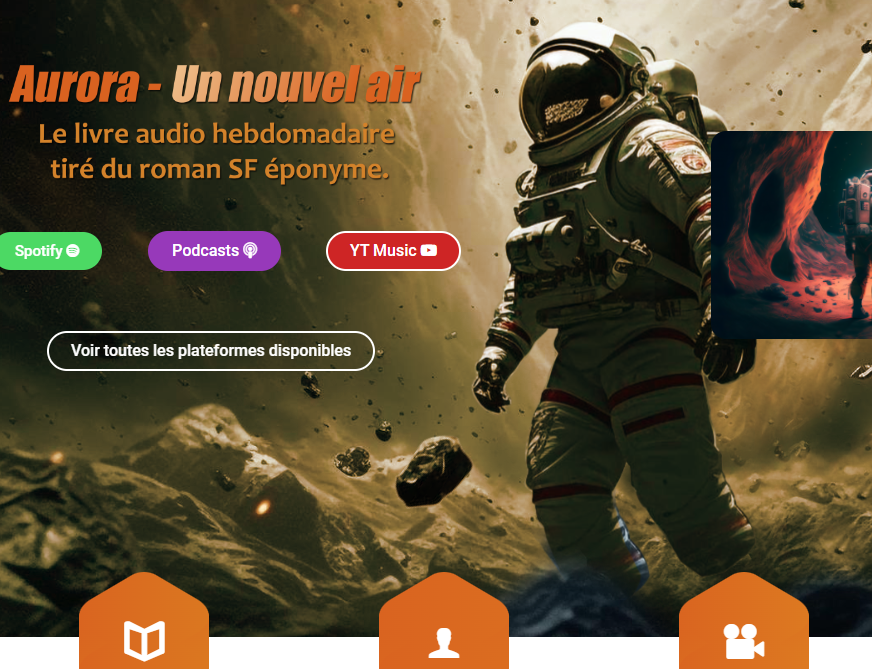 Aurora - Un nouvel air
Le livre audio hebdomadaire
tiré du roman SF éponyme.
Spotify
Podcasts
YT Music
Voir toutes les plateformes disponibles